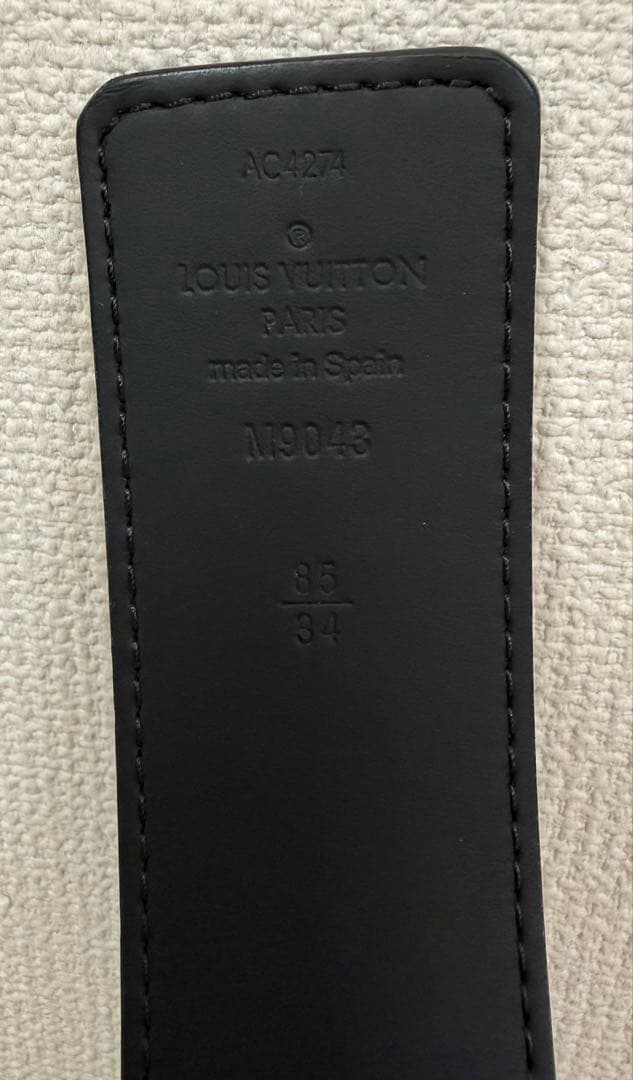 AC4274
®
LOUIS VUITTON
PARIS
made in Spain
M9043
85
34